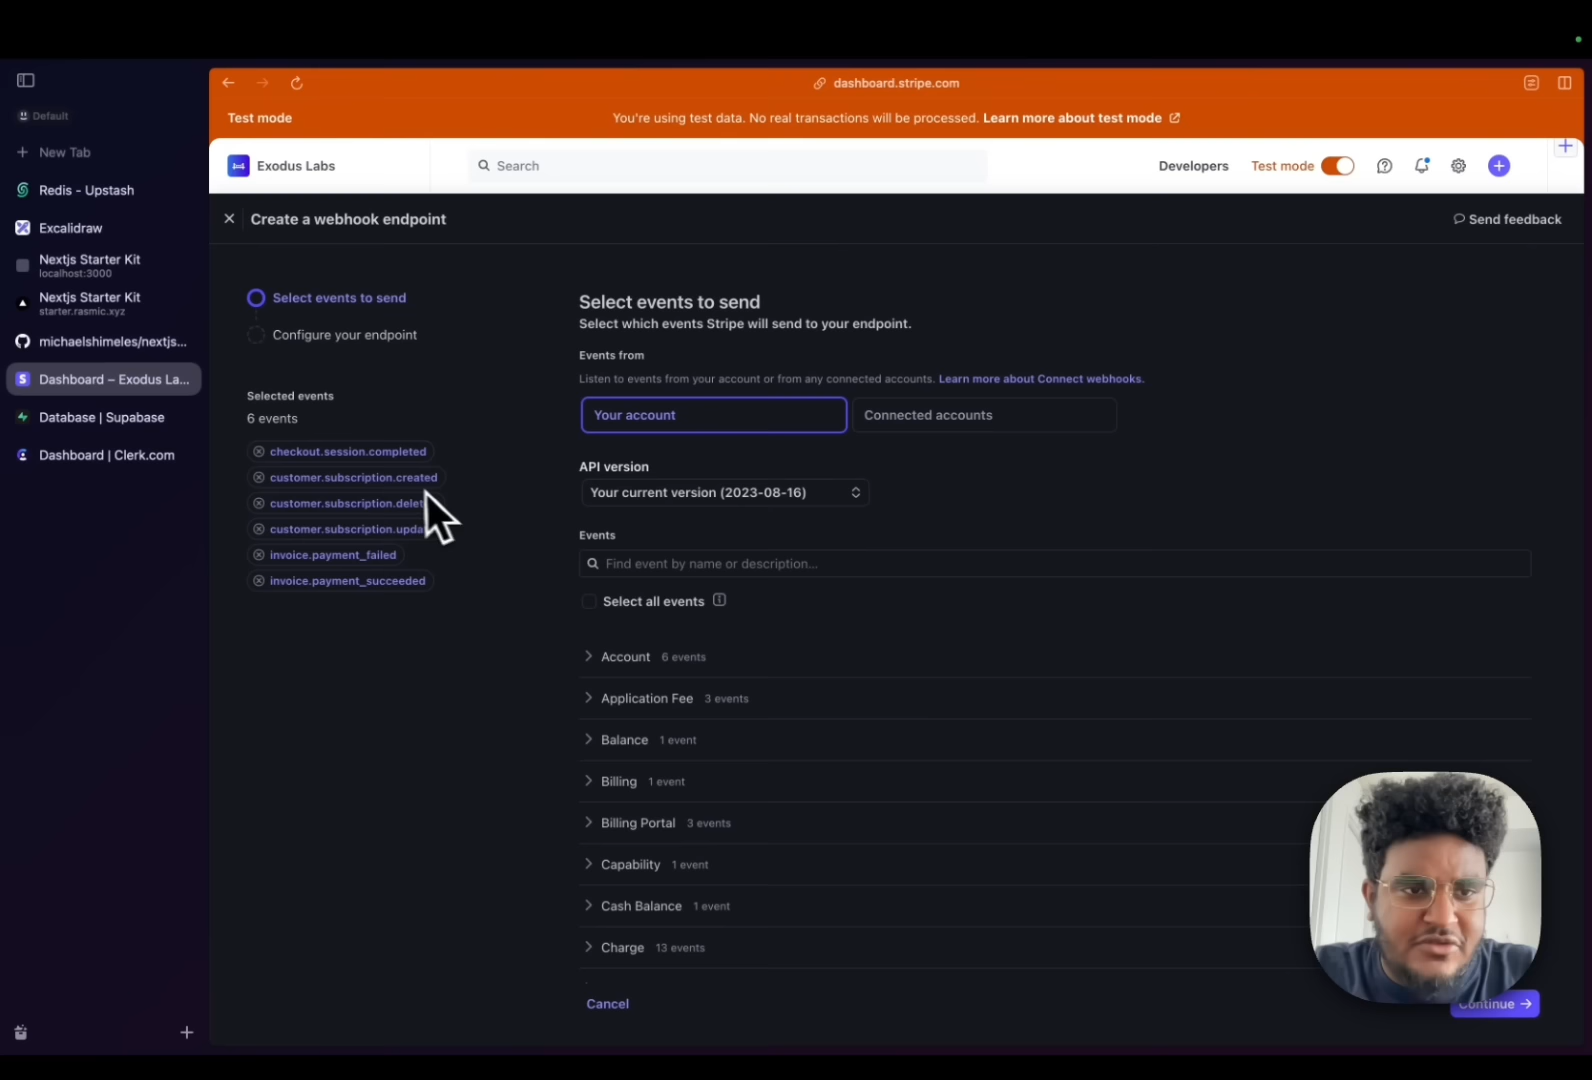 Default
New Tab
Redis - Upstash
Excalidraw
Nextjs Starter Kit
localhost:3000
Nextjs Starter Kit
starter.rasmic.xyz
michaelshimeles/nextjs...
Dashboard – Exodus La...
Database | Supabase
Dashboard | Clerk.com
dashboard.stripe.com
Test mode
You're using test data. No real transactions will be processed. Learn more about test mode
Exodus Labs
Search
Developers
Test mode
Create a webhook endpoint
Send feedback
Select events to send
Configure your endpoint
Selected events
6 events
checkout.session.completed
customer.subscription.created
customer.subscription.delet
customer.subscription.upda
invoice.payment_failed
invoice.payment_succeeded
Select events to send
Select which events Stripe will send to your endpoint.
Events from
Listen to events from your account or from any connected accounts. Learn more about Connect webhooks.
Your account
Connected accounts
API version
Your current version (2023-08-16)
Events
Find event by name or description...
Select all events
Account 6 events
Application Fee 3 events
Balance 1 event
Billing 1 event
Billing Portal 3 events
Capability 1 event
Cash Balance 1 event
Charge 13 events
Cancel
Continue